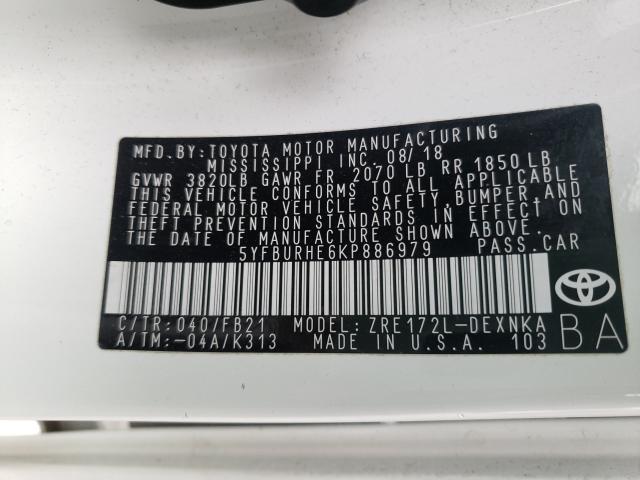 MFD. BY: TOYOTA MOTOR MANUFACTURING
MISSISSIPPI INC. 08/18
GVWR 3820LB GAWR FR. 2070 LB, RR 1850 LB
THIS VEHICLE CONFORMS TO ALL APPLICABLE
FEDERAL MOTOR VEHICLE SAFETY, BUMPER, AND
THEFT PREVENTION STANDARDS IN EFFECT ON
THE DATE OF MANUFACTURE SHOWN ABOVE.
5YFBURHE6KP886979 PASS. CAR
C/TR: 040/FB21 MODEL: ZRE172L-DEXNKA
A/TM:-04A/K313 MADE IN U.S.A. 103
BA